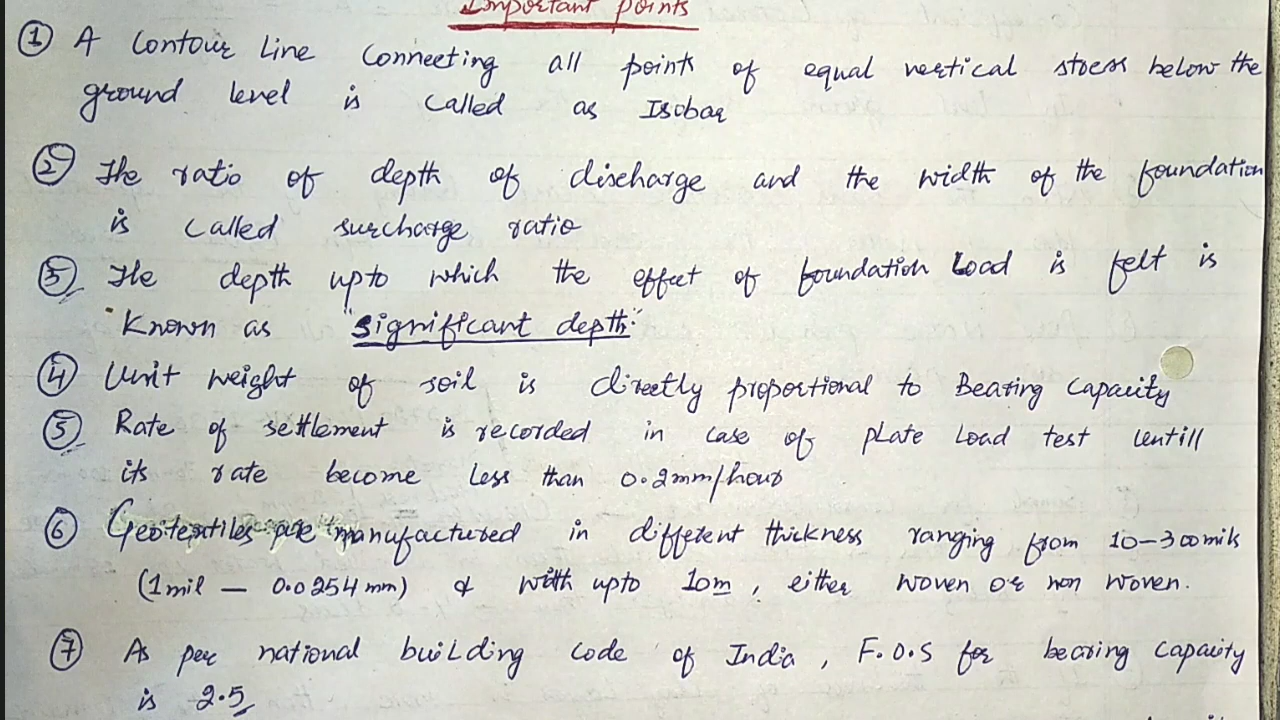 Important points
① A Contour Line Connecting all points of equal vertical stress below the
ground level is called as Isobar
② The ratio of depth of discharge and the width of the foundation
is called surcharge ratio
③ The depth upto which the effect of foundation Load is felt is
Known as "significant depth."
④ Unit weight of soil is directly proportional to Bearing Capacity
⑤ Rate of settlement is recorded in case of plate Load test untill
its rate become Less than 0.2mm/hour
⑥ Geotextiles are manufactured in different thickness ranging from 10-300 mils
(1mil — 0.0254 mm) & width upto 10m, either woven or non woven.
⑦ As per national building code of India, F.O.S for bearing capacity
is 2.5